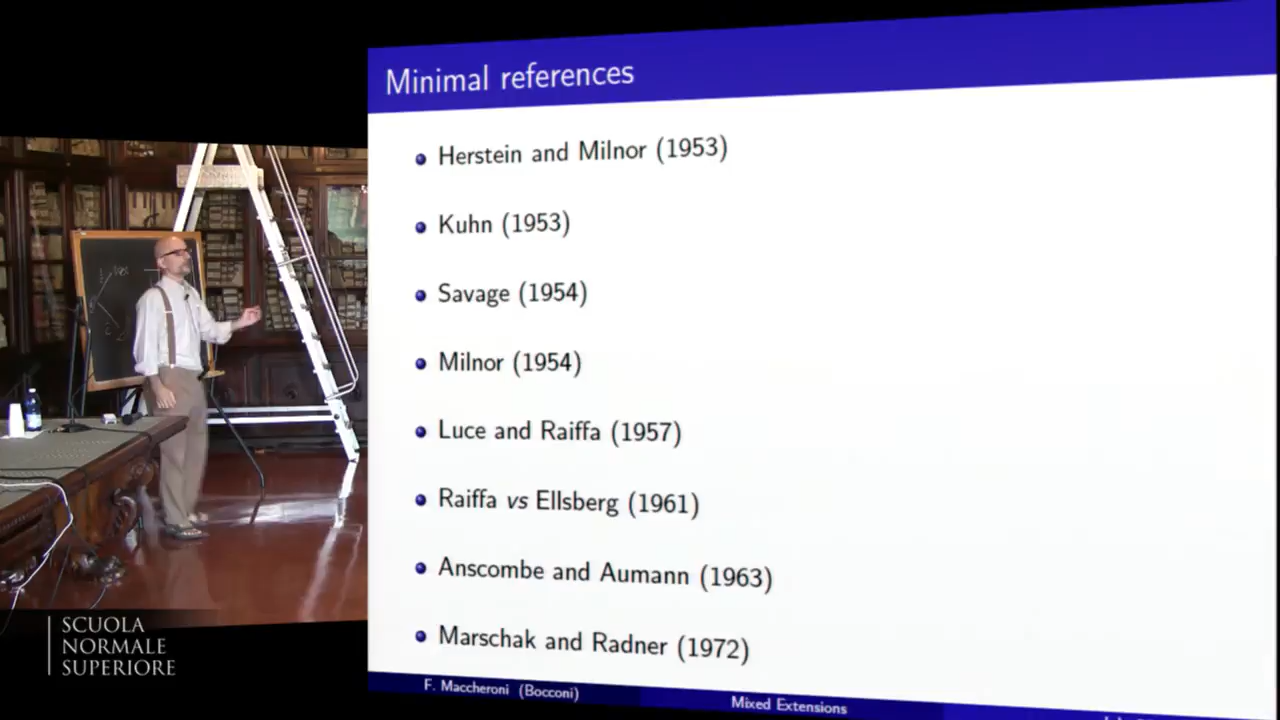 Minimal references
Herstein and Milnor (1953)
Kuhn (1953)
Savage (1954)
Milnor (1954)
Luce and Raiffa (1957)
Raiffa vs Ellsberg (1961)
Anscombe and Aumann (1963)
Marschak and Radner (1972)
F. Maccheroni (Bocconi)
Mixed Extensions
SCUOLA
NORMALE
SUPERIORE